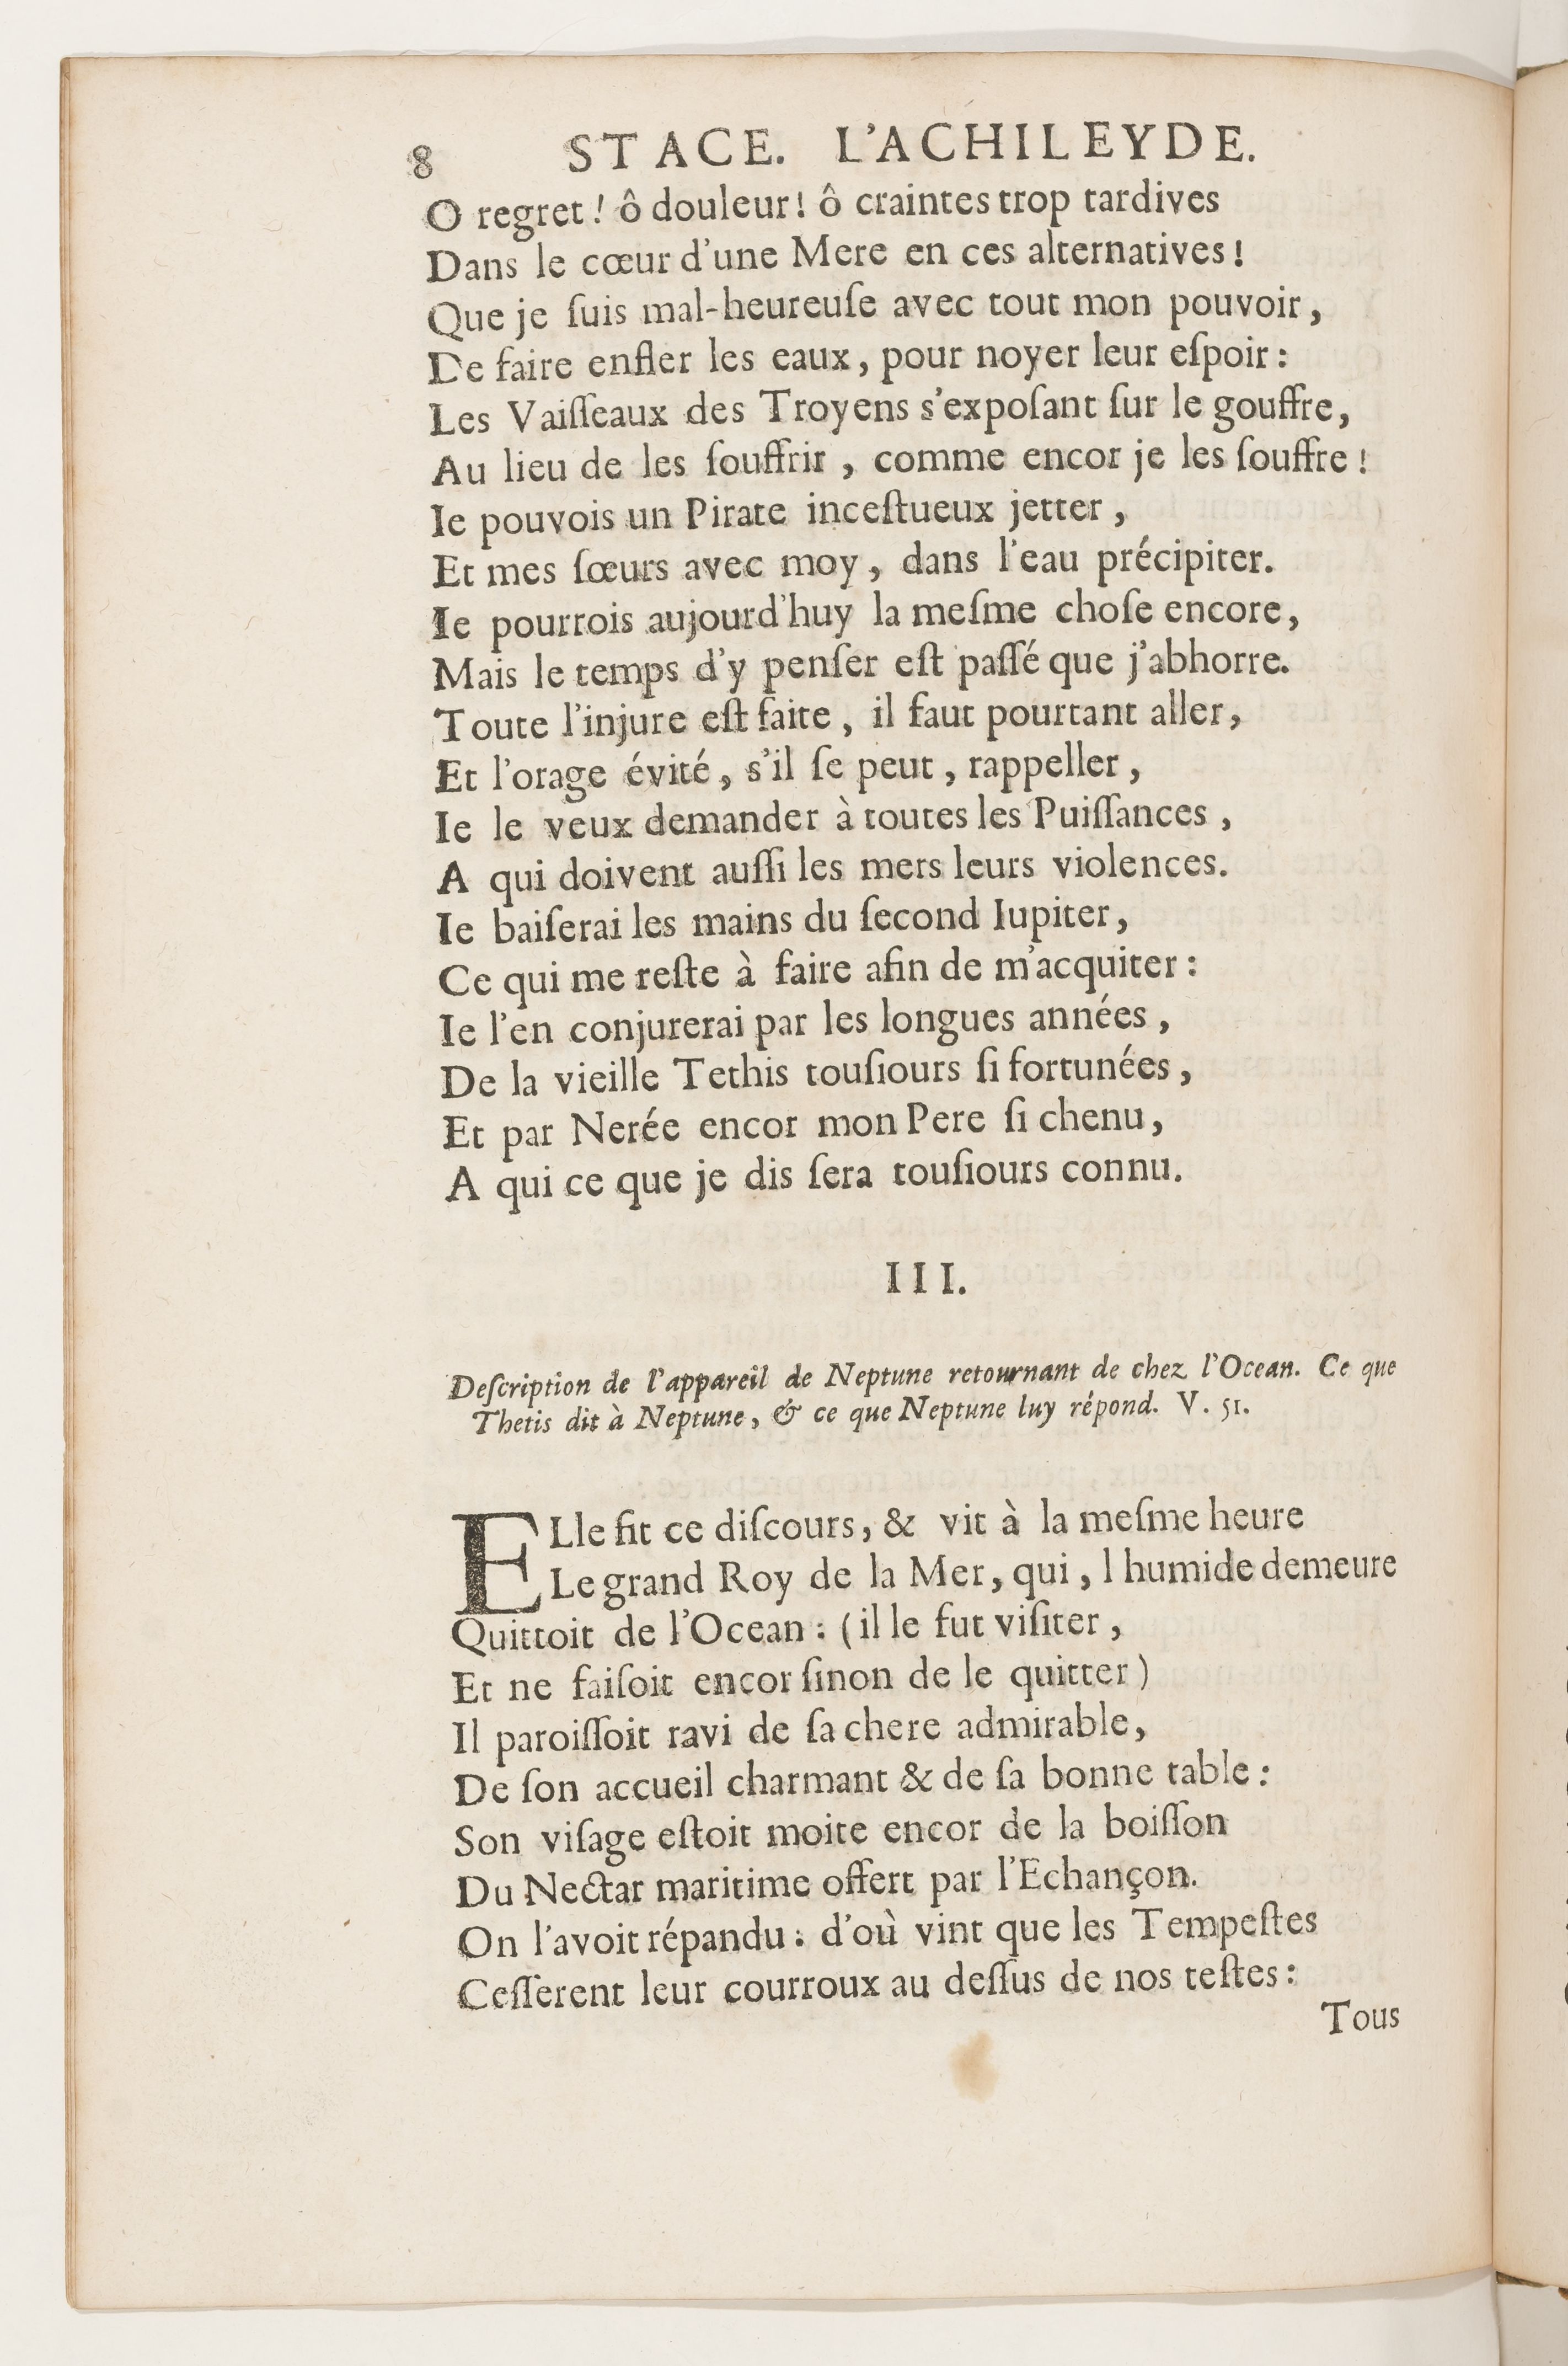 8 STACE. L'ACHILEYDE.
O regret ! ô douleur ! ô craintes trop tardives
Dans le cœur d'une Mere en ces alternatives !
Que je ſuis mal-heureuſe avec tout mon pouvoir,
De faire enfler les eaux, pour noyer leur eſpoir :
Les Vaiſſeaux des Troyens s'expoſant ſur le gouffre,
Au lieu de les ſouffrir , comme encor je les ſouffre !
Ie pouvois un Pirate inceſtueux jetter ,
Et mes ſœurs avec moy, dans l'eau précipiter.
Ie pourrois aujourd'huy la meſme choſe encore,
Mais le temps d'y penſer eſt paſſé que j'abhorre.
Toute l'injure eſt faite , il faut pourtant aller,
Et l'orage évité, s'il ſe peut , rappeller ,
Ie le veux demander à toutes les Puiſſances ,
A qui doivent auſſi les mers leurs violences.
Ie baiſerai les mains du ſecond Iupiter,
Ce qui me reſte à faire afin de m'acquiter :
Ie l'en conjurerai par les longues années ,
De la vieille Tethis touſiours ſi fortunées ,
Et par Nerée encor mon Pere ſi chenu,
A qui ce que je dis ſera touſiours connu.
III.
Deſcription de l'appareil de Neptune retournant de chez l'Ocean. Ce que
Thetis dit à Neptune, & ce que Neptune luy répond. V. 51.
ELle fit ce diſcours, & vit à la meſme heure
Le grand Roy de la Mer, qui , l humide demeure
Quittoit de l'Ocean : ( il le fut viſiter ,
Et ne faiſoit encor ſinon de le quitter )
Il paroiſſoit ravi de ſa chere admirable,
De ſon accueil charmant & de ſa bonne table :
Son viſage eſtoit moite encor de la boiſſon
Du Nectar maritime offert par l'Echançon.
On l'avoit répandu : d'où vint que les Tempeſtes
Ceſſerent leur courroux au deſſus de nos teſtes :
Tous